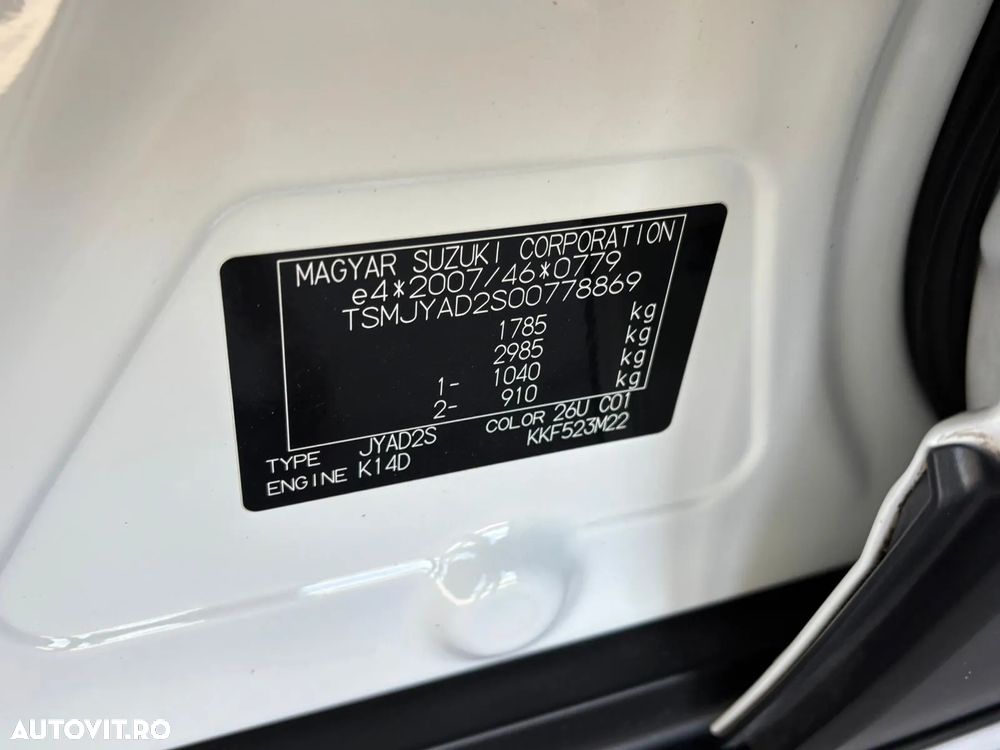 MAGYAR SUZUKI CORPORATION
e4*2007/46*0779
TSMJYAD2S00778869
1785 kg
2985 kg
1- 1040 kg
2- 910 kg
TYPE JYAD2S COLOR 26U C01
ENGINE K14D KKF523M22
AUTOVIT.RO